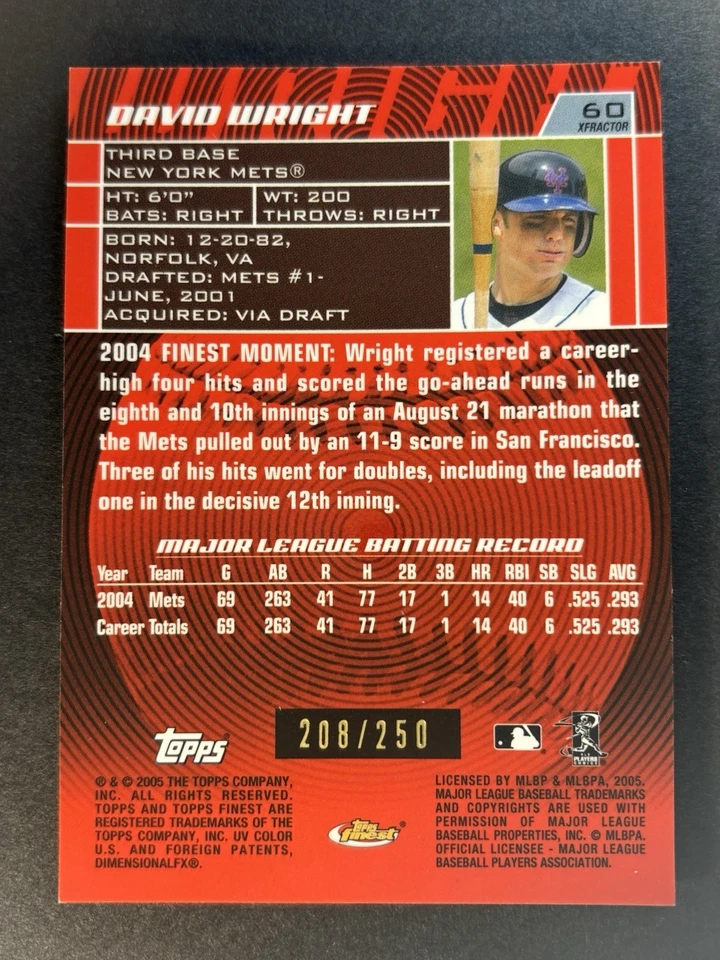 DAVID WRIGHT
60
XFRACTOR
THIRD BASE
NEW YORK METS®
HT: 6'0" WT: 200
BATS: RIGHT THROWS: RIGHT
BORN: 12-20-82,
NORFOLK, VA
DRAFTED: METS #1-
JUNE, 2001
ACQUIRED: VIA DRAFT
2004 FINEST MOMENT: Wright registered a career-
high four hits and scored the go-ahead runs in the
eighth and 10th innings of an August 21 marathon that
the Mets pulled out by an 11-9 score in San Francisco.
Three of his hits went for doubles, including the leadoff
one in the decisive 12th inning.
MAJOR LEAGUE BATTING RECORD
Year Team G AB R H 2B 3B HR RBI SB SLG AVG
2004 Mets 69 263 41 77 17 1 14 40 6 .525 .293
Career Totals 69 263 41 77 17 1 14 40 6 .525 .293
Topps
208/250
PLAYERS
CHOICE
® & © 2005 THE TOPPS COMPANY,
INC. ALL RIGHTS RESERVED.
TOPPS AND TOPPS FINEST ARE
REGISTERED TRADEMARKS OF THE
TOPPS COMPANY, INC. UV COLOR
U.S. AND FOREIGN PATENTS,
DIMENSIONALFX®.
Topps
finest®
LICENSED BY MLBP & MLBPA, 2005.
MAJOR LEAGUE BASEBALL TRADEMARKS
AND COPYRIGHTS ARE USED WITH
PERMISSION OF MAJOR LEAGUE
BASEBALL PROPERTIES, INC. © MLBPA.
OFFICIAL LICENSEE - MAJOR LEAGUE
BASEBALL PLAYERS ASSOCIATION.